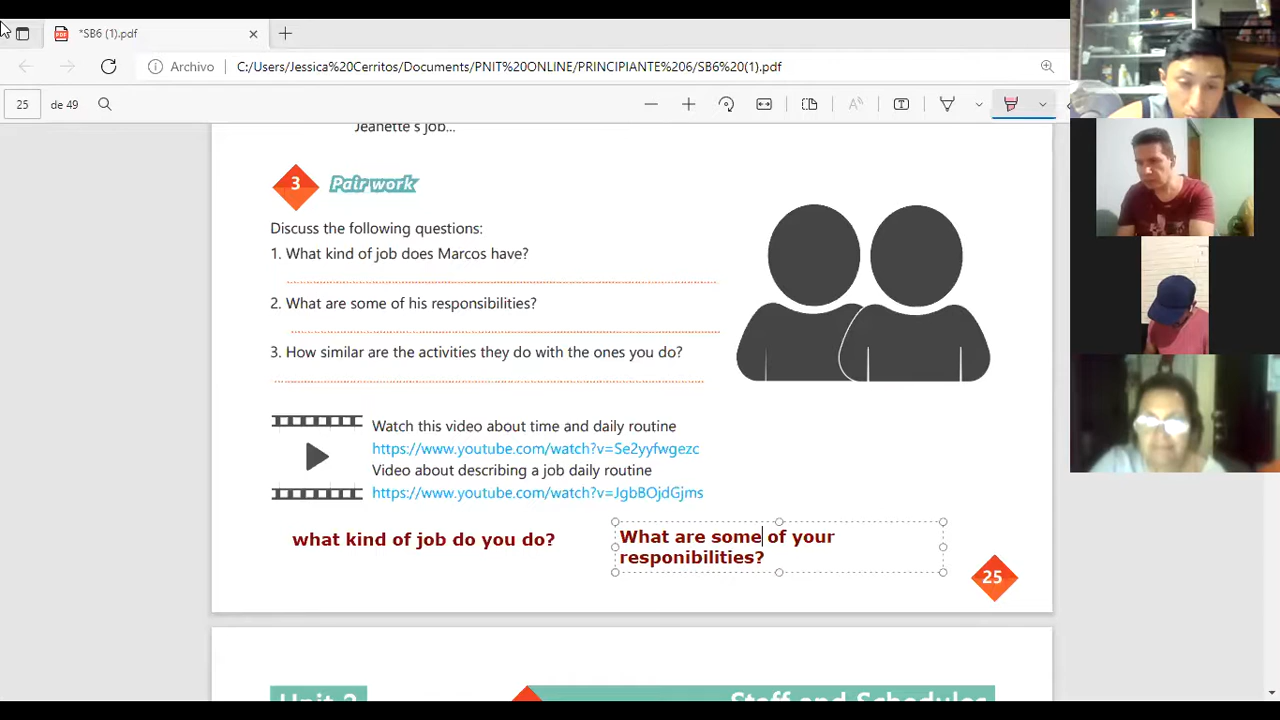 *SB6 (1).pdf
Archivo
C:/Users/Jessica%20Cerritos/Documents/PNIT%20ONLINE/PRINCIPIANTE%206/SB6%20(1).pdf
25 de 49
Jeanette's job...
3 Pair work
Discuss the following questions:
1. What kind of job does Marcos have?
2. What are some of his responsibilities?
3. How similar are the activities they do with the ones you do?
Watch this video about time and daily routine
https://www.youtube.com/watch?v=Se2yyfwgezc
Video about describing a job daily routine
https://www.youtube.com/watch?v=JgbBOjdGjms
what kind of job do you do?
What are some of your
responibilities?
25
Unit 2
Staff and Schedules